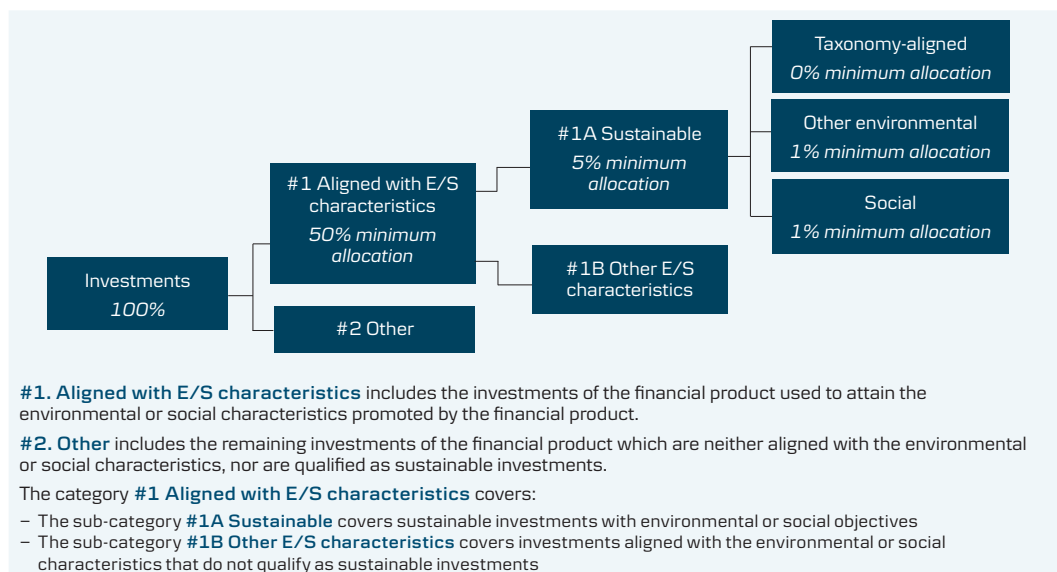 Investments
100%
#1 Aligned with E/S
characteristics
50% minimum
allocation
#2 Other
#1A Sustainable
5% minimum
allocation
#1B Other E/S
characteristics
Taxonomy-aligned
0% minimum allocation
Other environmental
1% minimum allocation
Social
1% minimum allocation
#1. Aligned with E/S characteristics includes the investments of the financial product used to attain the
environmental or social characteristics promoted by the financial product.
#2. Other includes the remaining investments of the financial product which are neither aligned with the environmental
or social characteristics, nor are qualified as sustainable investments.
The category #1 Aligned with E/S characteristics covers:
– The sub-category #1A Sustainable covers sustainable investments with environmental or social objectives
– The sub-category #1B Other E/S characteristics covers investments aligned with the environmental or social
characteristics that do not qualify as sustainable investments